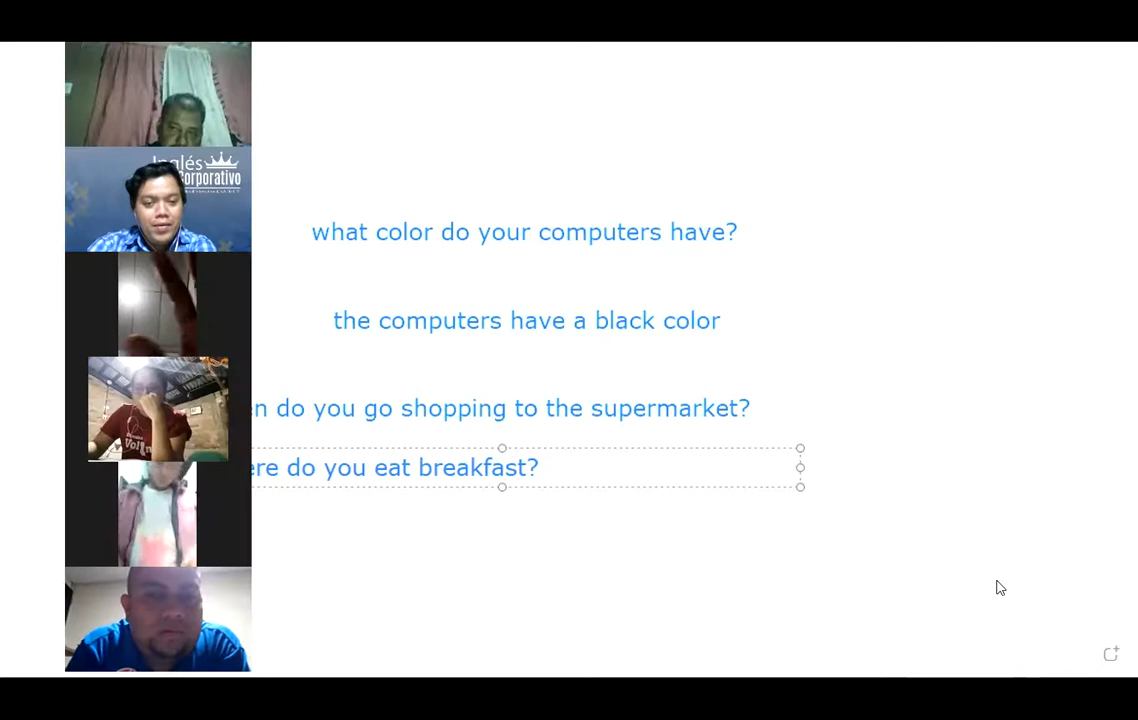 Inglés
Corporativo
what color do your computers have?
the computers have a black color
do you go shopping to the supermarket?
do you eat breakfast?